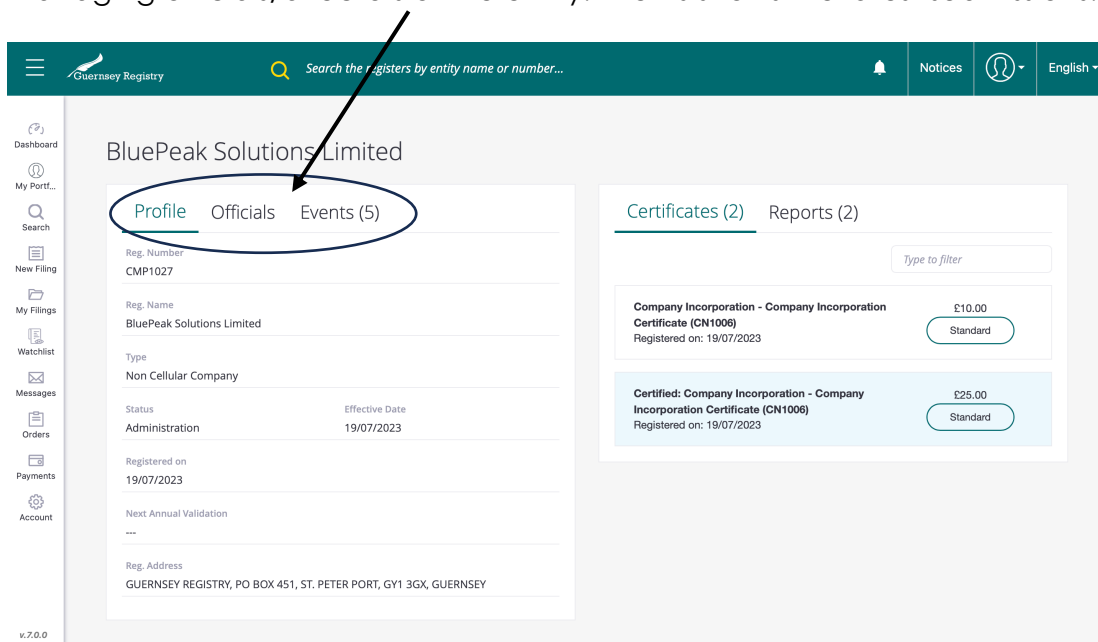 Guernsey Registry
Search the registers by entity name or number...
Notices
English
Dashboard
My Portf...
Search
New Filing
My Filings
Watchlist
Messages
Orders
Payments
Account
v.7.0.0
BluePeak Solutions Limited
Profile Officials Events (5)
Reg. Number
CMP1027
Reg. Name
BluePeak Solutions Limited
Type
Non Cellular Company
Status Effective Date
Administration 19/07/2023
Registered on
19/07/2023
Next Annual Validation
---
Reg. Address
GUERNSEY REGISTRY, PO BOX 451, ST. PETER PORT, GY1 3GX, GUERNSEY
Certificates (2) Reports (2)
Type to filter
Company Incorporation - Company Incorporation
Certificate (CN1006)
Registered on: 19/07/2023
£10.00
Standard
Certified: Company Incorporation - Company
Incorporation Certificate (CN1006)
Registered on: 19/07/2023
£25.00
Standard